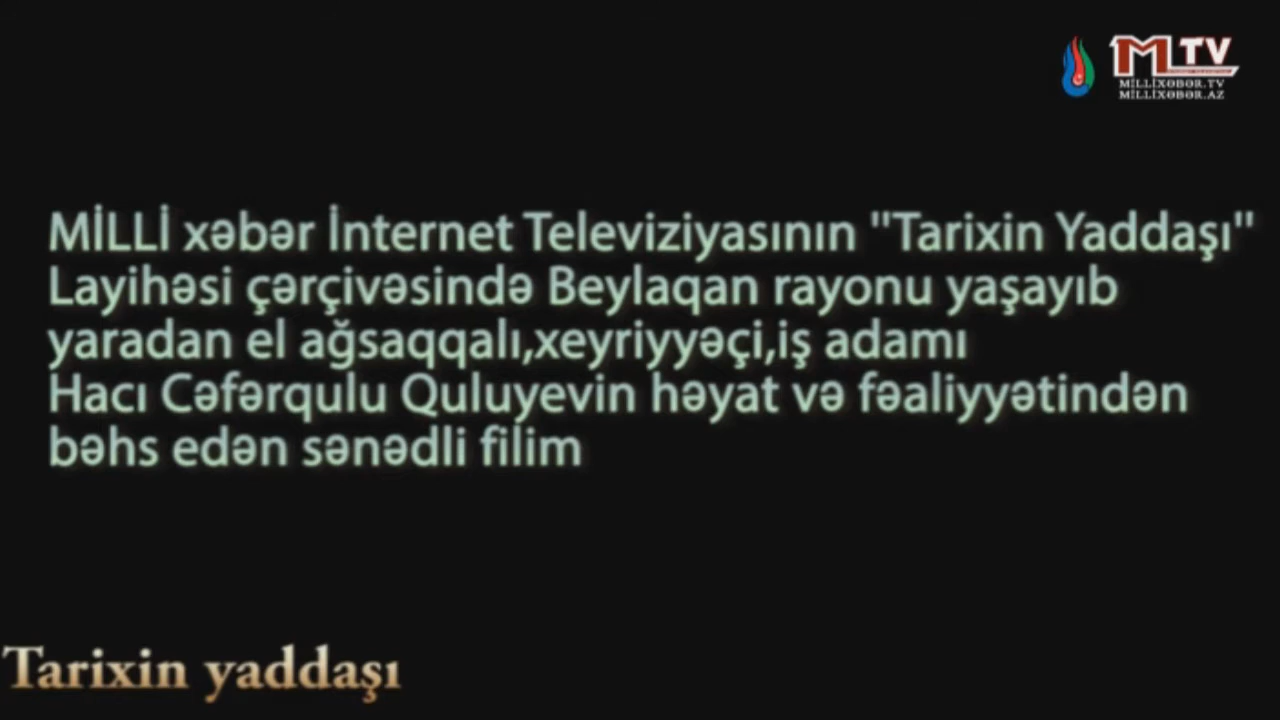 MTV
MİLLİXƏBƏR.TV
MİLLİXƏBƏR.AZ
MİLLİ xəbər İnternet Televiziyasının "Tarixin Yaddaşı"
Layihəsi çərçivəsində Beylaqan rayonu yaşayıb
yaradan el ağsaqqalı,xeyriyyəçi,iş adamı
Hacı Cəfərqulu Quluyevin həyat və fəaliyyətindən
bəhs edən sənədli filim
Tarixin yaddaşı